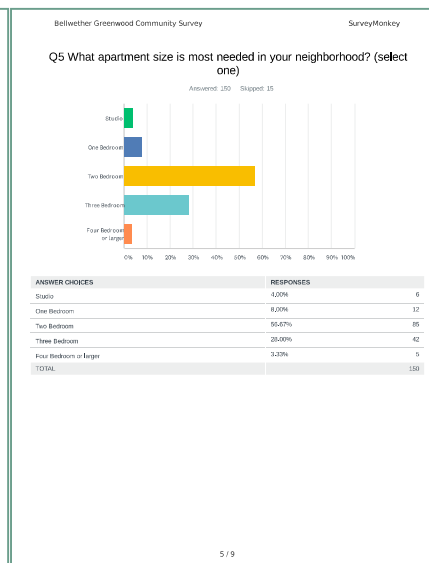 Bellwether Greenwood Community Survey SurveyMonkey
Q5 What apartment size is most needed in your neighborhood? (select
one)
Answered: 150 Skipped: 15
Studio
One Bedroom
Two Bedroom
Three Bedroom
Four Bedroom
or larger
0% 10% 20% 30% 40% 50% 60% 70% 80% 90% 100%
ANSWER CHOICES RESPONSES
Studio 4.00% 6
One Bedroom 8.00% 12
Two Bedroom 56.67% 85
Three Bedroom 28.00% 42
Four Bedroom or larger 3.33% 5
TOTAL 150
5 / 9